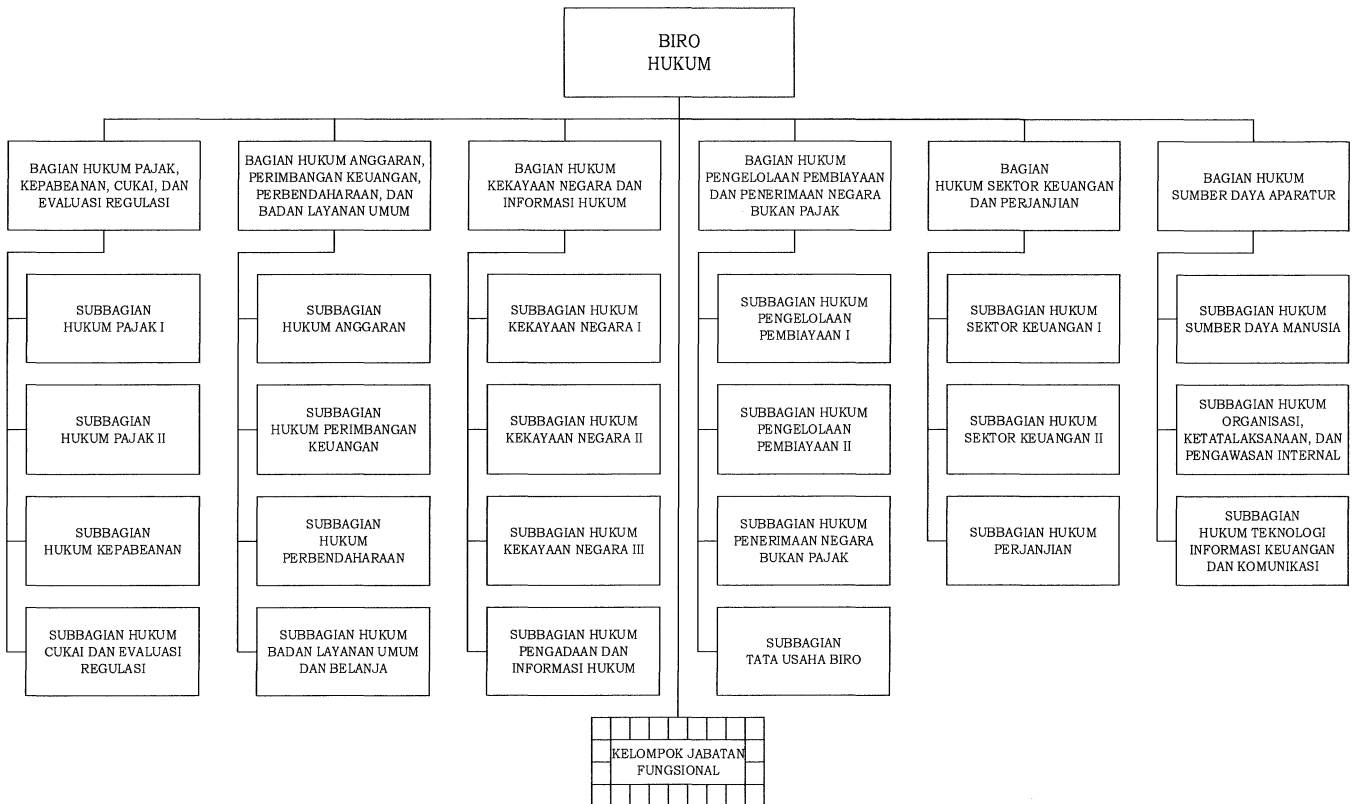 BIRO
HUKUM
BAGIAN HUKUM PAJAK,
KEPABEANAN, CUKAI, DAN
EVALUASI REGULASI
BAGIAN HUKUM ANGGARAN,
PERIMBANGAN KEUANGAN,
PERBENDAHARAAN, DAN
BADAN LAYANAN UMUM
BAGIAN HUKUM
KEKAYAAN NEGARA DAN
INFORMASI HUKUM
BAGIAN HUKUM
PENGELOLAAN PEMBIAYAAN
DAN PENERIMAAN NEGARA
BUKAN PAJAK
BAGIAN
HUKUM SEKTOR KEUANGAN
DAN PERJANJIAN
BAGIAN HUKUM
SUMBER DAYA APARATUR
SUBBAGIAN
HUKUM PAJAK I
SUBBAGIAN
HUKUM ANGGARAN
SUBBAGIAN HUKUM
KEKAYAAN NEGARA I
SUBBAGIAN HUKUM
PENGELOLAAN
PEMBIAYAAN I
SUBBAGIAN HUKUM
SEKTOR KEUANGAN I
SUBBAGIAN HUKUM
SUMBER DAYA MANUSIA
SUBBAGIAN
HUKUM PAJAK II
SUBBAGIAN
HUKUM PERIMBANGAN
KEUANGAN
SUBBAGIAN HUKUM
KEKAYAAN NEGARA II
SUBBAGIAN HUKUM
PENGELOLAAN
PEMBIAYAAN II
SUBBAGIAN HUKUM
SEKTOR KEUANGAN II
SUBBAGIAN HUKUM
ORGANISASI,
KETATALAKSANAAN, DAN
PENGAWASAN INTERNAL
SUBBAGIAN
HUKUM KEPABEANAN
SUBBAGIAN
HUKUM
PERBENDAHARAAN
SUBBAGIAN HUKUM
KEKAYAAN NEGARA III
SUBBAGIAN HUKUM
PENERIMAAN NEGARA
BUKAN PAJAK
SUBBAGIAN HUKUM
PERJANJIAN
SUBBAGIAN
HUKUM TEKNOLOGI
INFORMASI KEUANGAN
DAN KOMUNIKASI
SUBBAGIAN HUKUM
CUKAI DAN EVALUASI
REGULASI
SUBBAGIAN HUKUM
BADAN LAYANAN UMUM
DAN BELANJA
SUBBAGIAN HUKUM
PENGADAAN DAN
INFORMASI HUKUM
SUBBAGIAN
TATA USAHA BIRO
KELOMPOK JABATAN
FUNGSIONAL